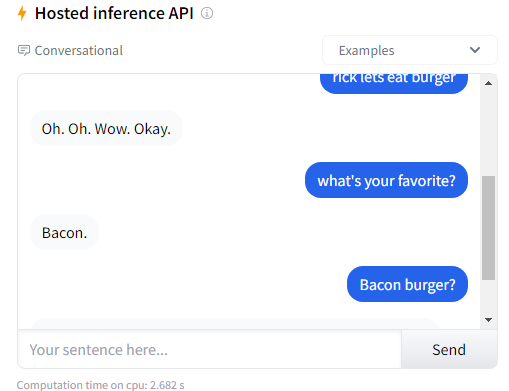 Hosted inference API
Conversational
Examples
rick lets eat burger
Oh. Oh. Wow. Okay.
what's your favorite?
Bacon.
Bacon burger?
Your sentence here...
Send
Computation time on cpu: 2.682 s